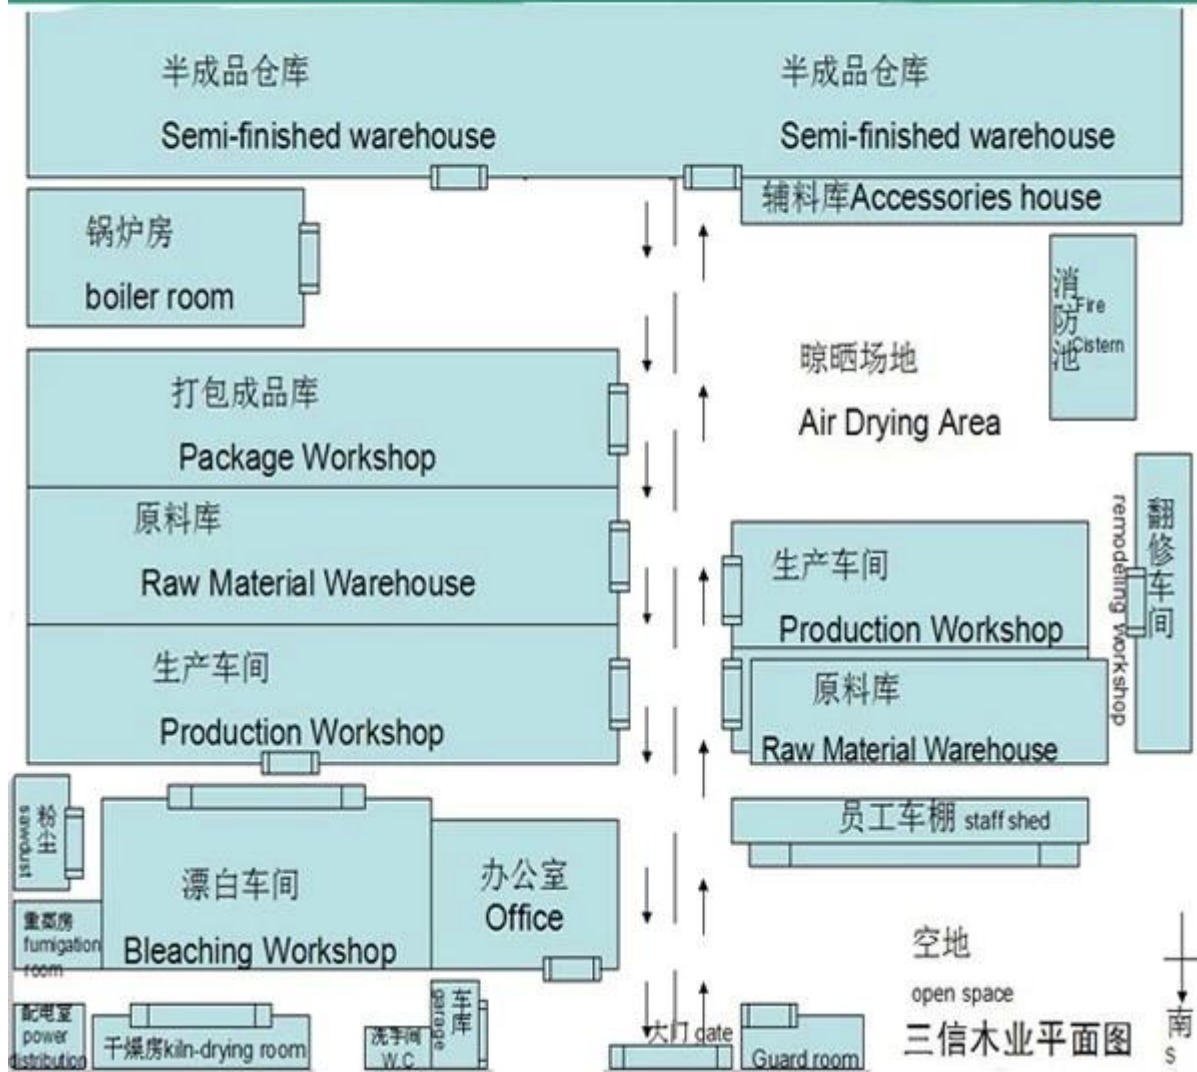 半成品仓库
Semi-finished warehouse
半成品仓库
Semi-finished warehouse
辅料库Accessories house
锅炉房
boiler room
消防池
Fire
Cistern
晾晒场地
Air Drying Area
打包成品库
Package Workshop
原料库
Raw Material Warehouse
生产车间
Production Workshop
生产车间
Production Workshop
原料库
Raw Material Warehouse
翻修车间
remodeling workshop
员工车棚 staff shed
粉尘
sawdust
漂白车间
Bleaching Workshop
办公室
Office
重蒸房
fumigation
room
空地
open space
配电室
power
distribution
干燥房kiln-drying room
洗手间
W.C
车库
garage
大门 gate
Guard room
三信木业平面图
南
S